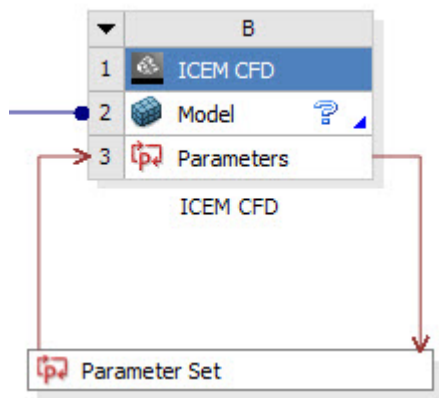 B
1 ICEM CFD
2 Model ?
3 Parameters
ICEM CFD
Parameter Set